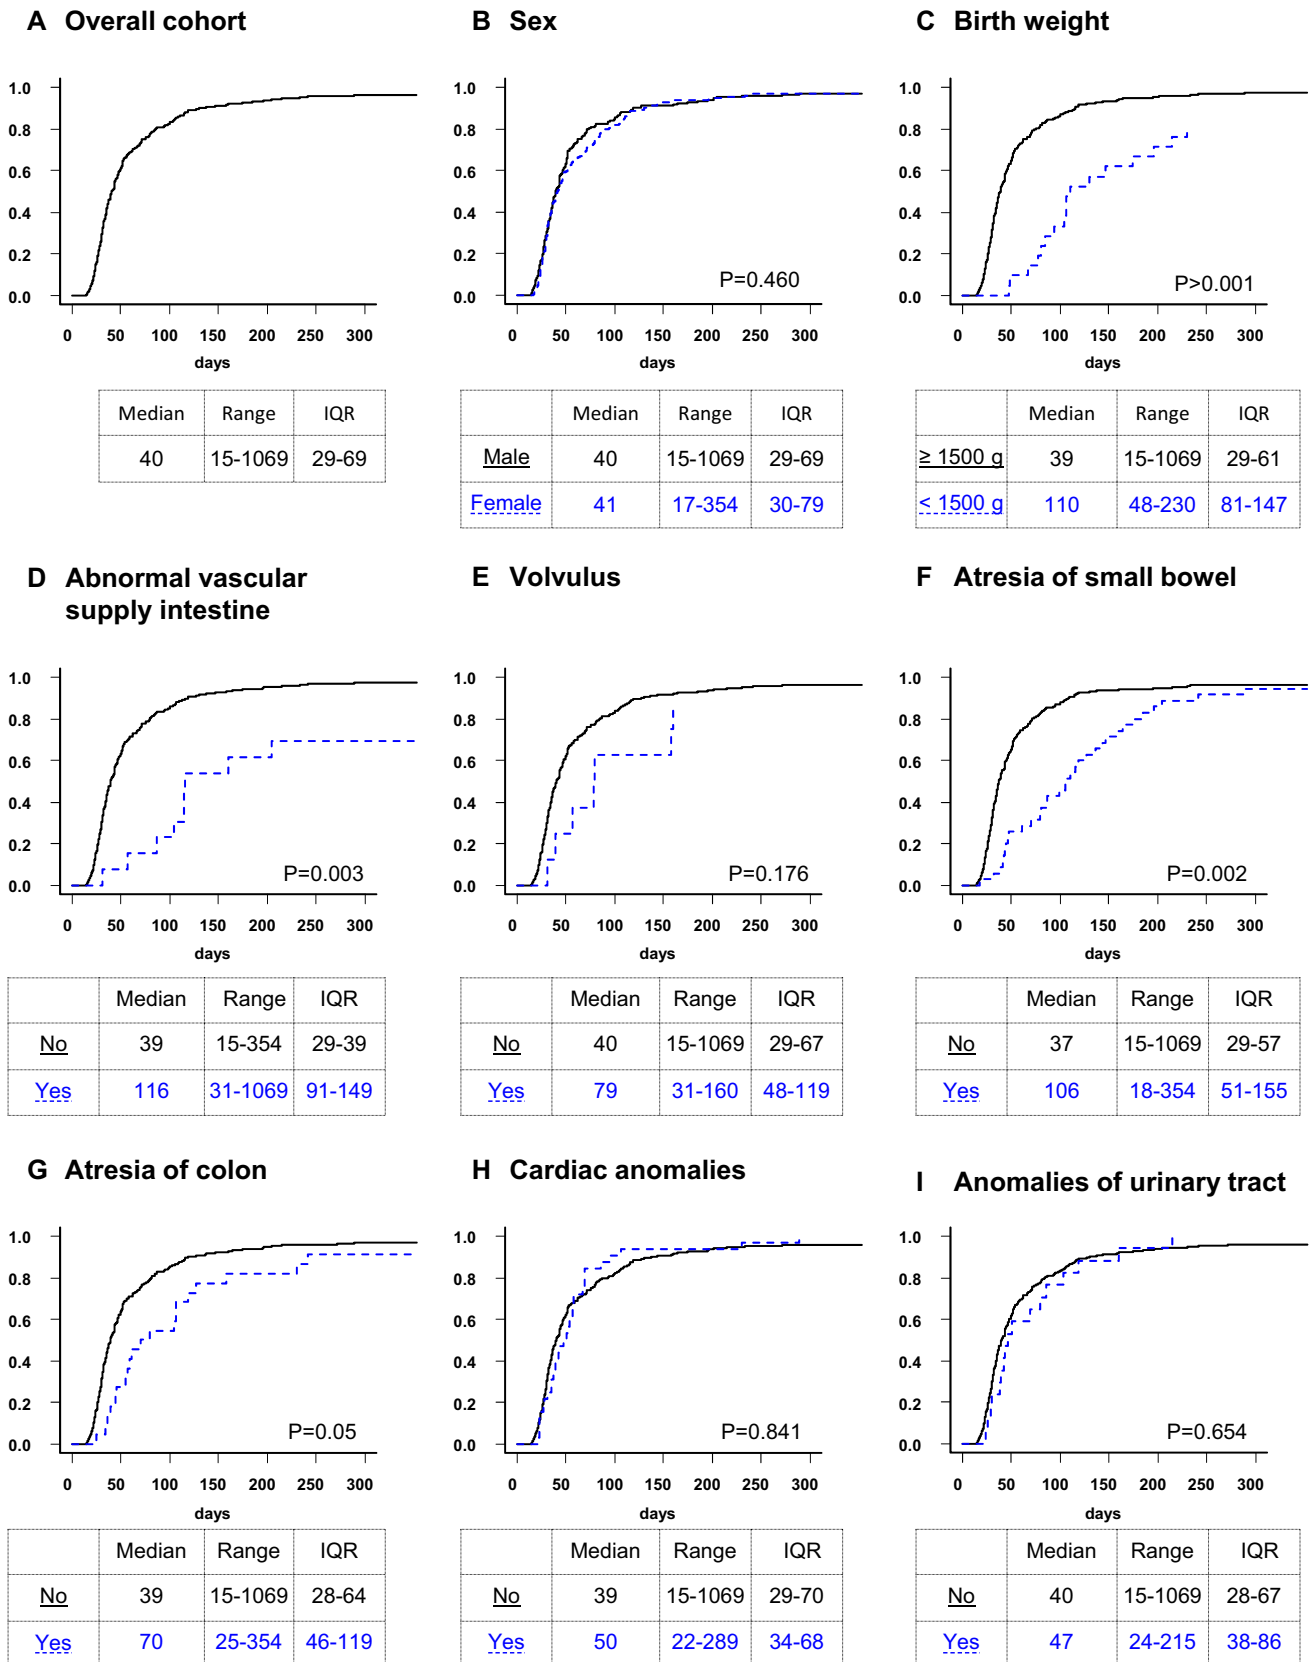 A Overall cohort
1.0
0.8
0.6
0.4
0.2
0.0
0 50 100 150 200 250 300
days
Median Range IQR
40 15-1069 29-69
B Sex
1.0
0.8
0.6
0.4
0.2
0.0
P=0.460
0 50 100 150 200 250 300
days
Median Range IQR
Male 40 15-1069 29-69
Female 41 17-354 30-79
C Birth weight
1.0
0.8
0.6
0.4
0.2
0.0
P>0.001
0 50 100 150 200 250 300
days
Median Range IQR
≥ 1500 g 39 15-1069 29-61
< 1500 g 110 48-230 81-147
D Abnormal vascular
supply intestine
1.0
0.8
0.6
0.4
0.2
0.0
P=0.003
0 50 100 150 200 250 300
days
Median Range IQR
No 39 15-354 29-39
Yes 116 31-1069 91-149
E Volvulus
1.0
0.8
0.6
0.4
0.2
0.0
P=0.176
0 50 100 150 200 250 300
days
Median Range IQR
No 40 15-1069 29-67
Yes 79 31-160 48-119
F Atresia of small bowel
1.0
0.8
0.6
0.4
0.2
0.0
P=0.002
0 50 100 150 200 250 300
days
Median Range IQR
No 37 15-1069 29-57
Yes 106 18-354 51-155
G Atresia of colon
1.0
0.8
0.6
0.4
0.2
0.0
P=0.05
0 50 100 150 200 250 300
days
Median Range IQR
No 39 15-1069 28-64
Yes 70 25-354 46-119
H Cardiac anomalies
1.0
0.8
0.6
0.4
0.2
0.0
P=0.841
0 50 100 150 200 250 300
days
Median Range IQR
No 39 15-1069 29-70
Yes 50 22-289 34-68
I Anomalies of urinary tract
1.0
0.8
0.6
0.4
0.2
0.0
P=0.654
0 50 100 150 200 250 300
days
Median Range IQR
No 40 15-1069 28-67
Yes 47 24-215 38-86